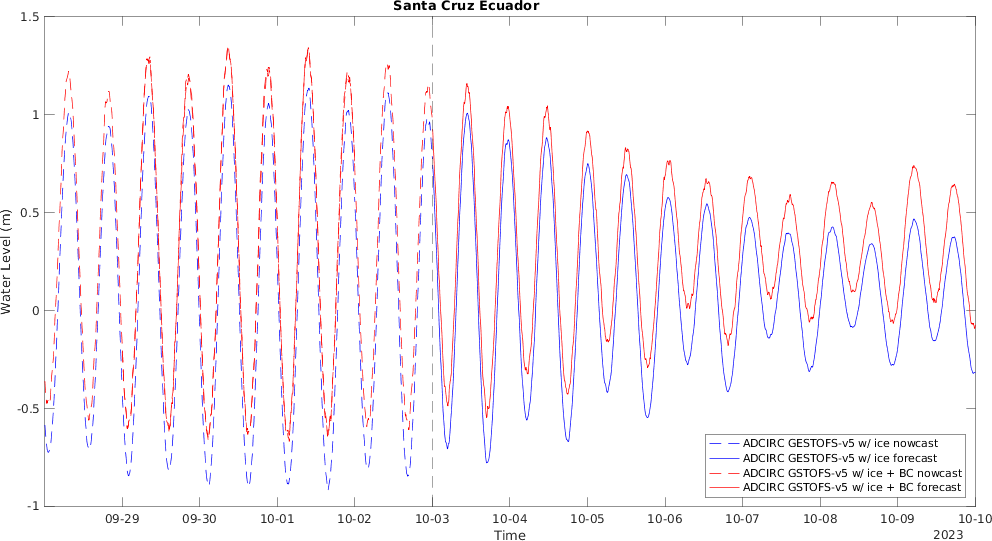 Santa Cruz Ecuador
1.5
1
0.5
0
-0.5
-1
Water Level (m)
09-29 09-30 10-01 10-02 10-03 10-04 10-05 10-06 10-07 10-08 10-09 10-10
Time
2023
ADCIRC GESTOFS-v5 w/ ice nowcast
ADCIRC GESTOFS-v5 w/ ice forecast
ADCIRC GSTOFS-v5 w/ ice + BC nowcast
ADCIRC GSTOFS-v5 w/ ice + BC forecast